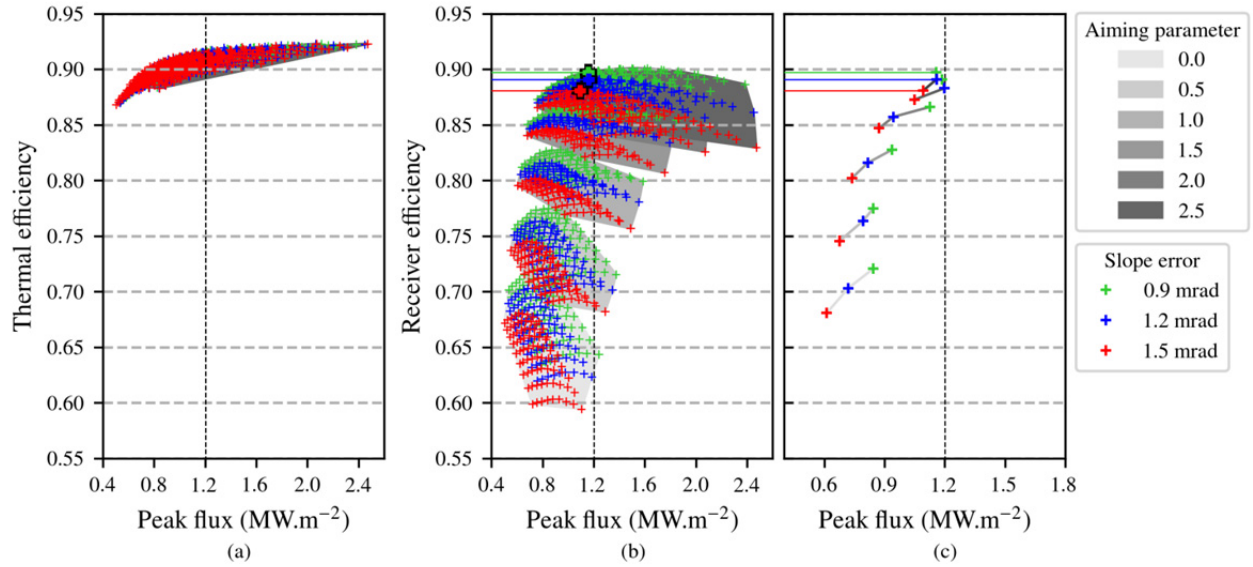 0.95
0.90
0.85
0.80
0.75
0.70
0.65
0.60
0.55
Thermal efficiency
0.4 0.8 1.2 1.6 2.0 2.4
Peak flux (MW.m⁻²)
(a)
0.95
0.90
0.85
0.80
0.75
0.70
0.65
0.60
0.55
Receiver efficiency
0.4 0.8 1.2 1.6 2.0 2.4
Peak flux (MW.m⁻²)
(b)
0.6 0.9 1.2 1.5 1.8
Peak flux (MW.m⁻²)
(c)
Aiming parameter
0.0
0.5
1.0
1.5
2.0
2.5
Slope error
0.9 mrad
1.2 mrad
1.5 mrad